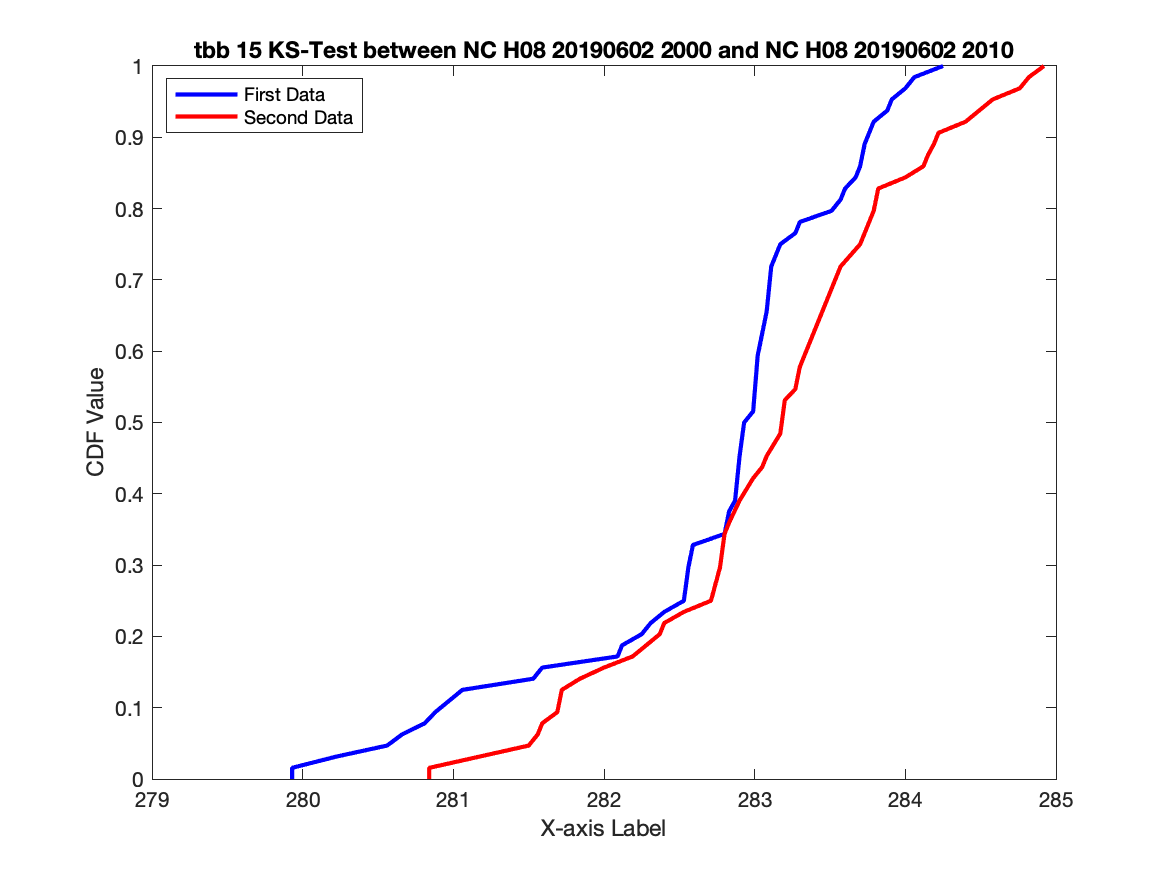 tbb 15 KS-Test between NC H08 20190602 2000 and NC H08 20190602 2010
First Data
Second Data
1
0.9
0.8
0.7
0.6
0.5
0.4
0.3
0.2
0.1
0
CDF Value
279 280 281 282 283 284 285
X-axis Label